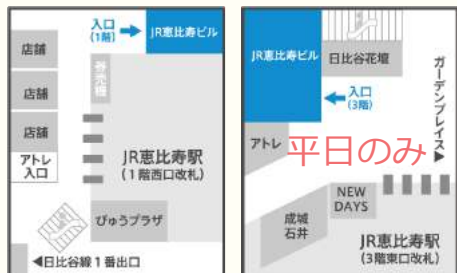 入口
(1階)
JR恵比寿ビル
店舗
券売機
店舗
店舗
アトレ
入口
JR恵比寿駅
(1階西口改札)
びゅうプラザ
◀日比谷線1番出口
JR恵比寿ビル
日比谷花壇
入口
(3階)
ガーデンプレイス▶
アトレ
平日のみ
NEW
DAYS
成城
石井
JR恵比寿駅
(3階東口改札)